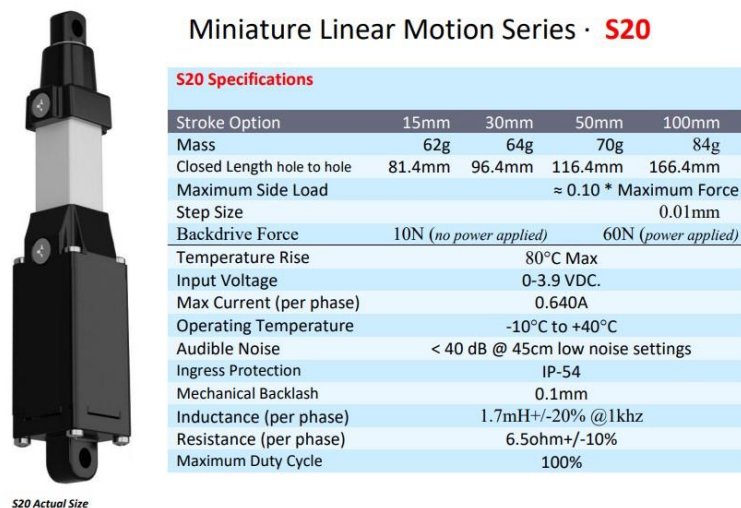 Miniature Linear Motion Series · S20
S20 Specifications
Stroke Option 15mm 30mm 50mm 100mm
Mass 62g 64g 70g 84g
Closed Length hole to hole 81.4mm 96.4mm 116.4mm 166.4mm
Maximum Side Load ≈ 0.10 * Maximum Force
Step Size 0.01mm
Backdrive Force 10N (no power applied) 60N (power applied)
Temperature Rise 80°C Max
Input Voltage 0-3.9 VDC.
Max Current (per phase) 0.640A
Operating Temperature -10°C to +40°C
Audible Noise < 40 dB @ 45cm low noise settings
Ingress Protection IP-54
Mechanical Backlash 0.1mm
Inductance (per phase) 1.7mH+/-20% @1khz
Resistance (per phase) 6.5ohm+/-10%
Maximum Duty Cycle 100%
S20 Actual Size